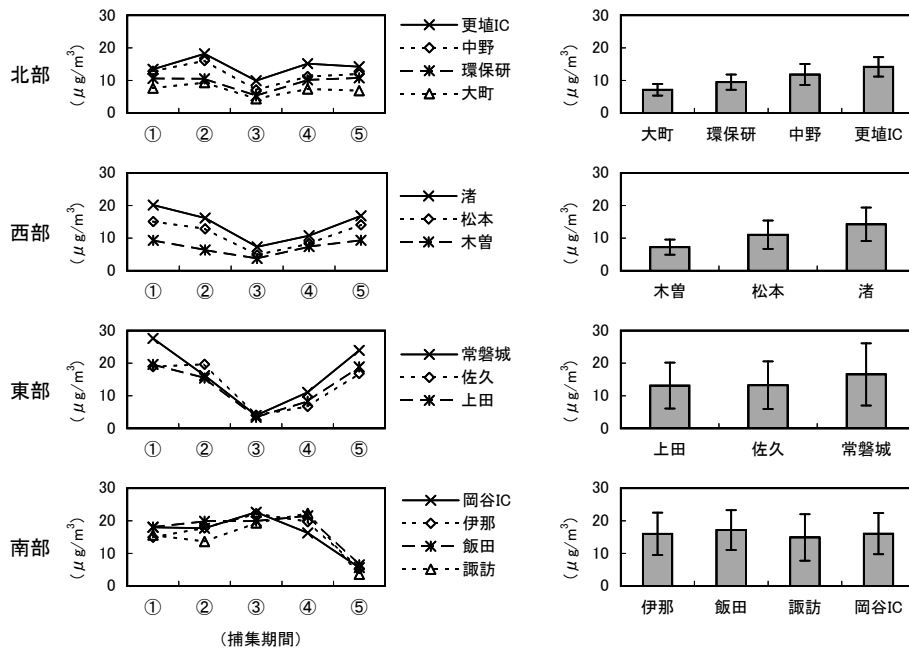 北部
(μg/m³)
30
20
10
0
① ② ③ ④ ⑤
更埴IC
中野
環保研
大町
(μg/m³)
30
20
10
0
大町 環保研 中野 更埴IC
西部
(μg/m³)
30
20
10
0
① ② ③ ④ ⑤
渚
松本
木曽
(μg/m³)
30
20
10
0
木曽 松本 渚
東部
(μg/m³)
30
20
10
0
① ② ③ ④ ⑤
常磐城
佐久
上田
(μg/m³)
30
20
10
0
上田 佐久 常磐城
南部
(μg/m³)
30
20
10
0
① ② ③ ④ ⑤
(捕集期間)
岡谷IC
伊那
飯田
諏訪
(μg/m³)
30
20
10
0
伊那 飯田 諏訪 岡谷IC